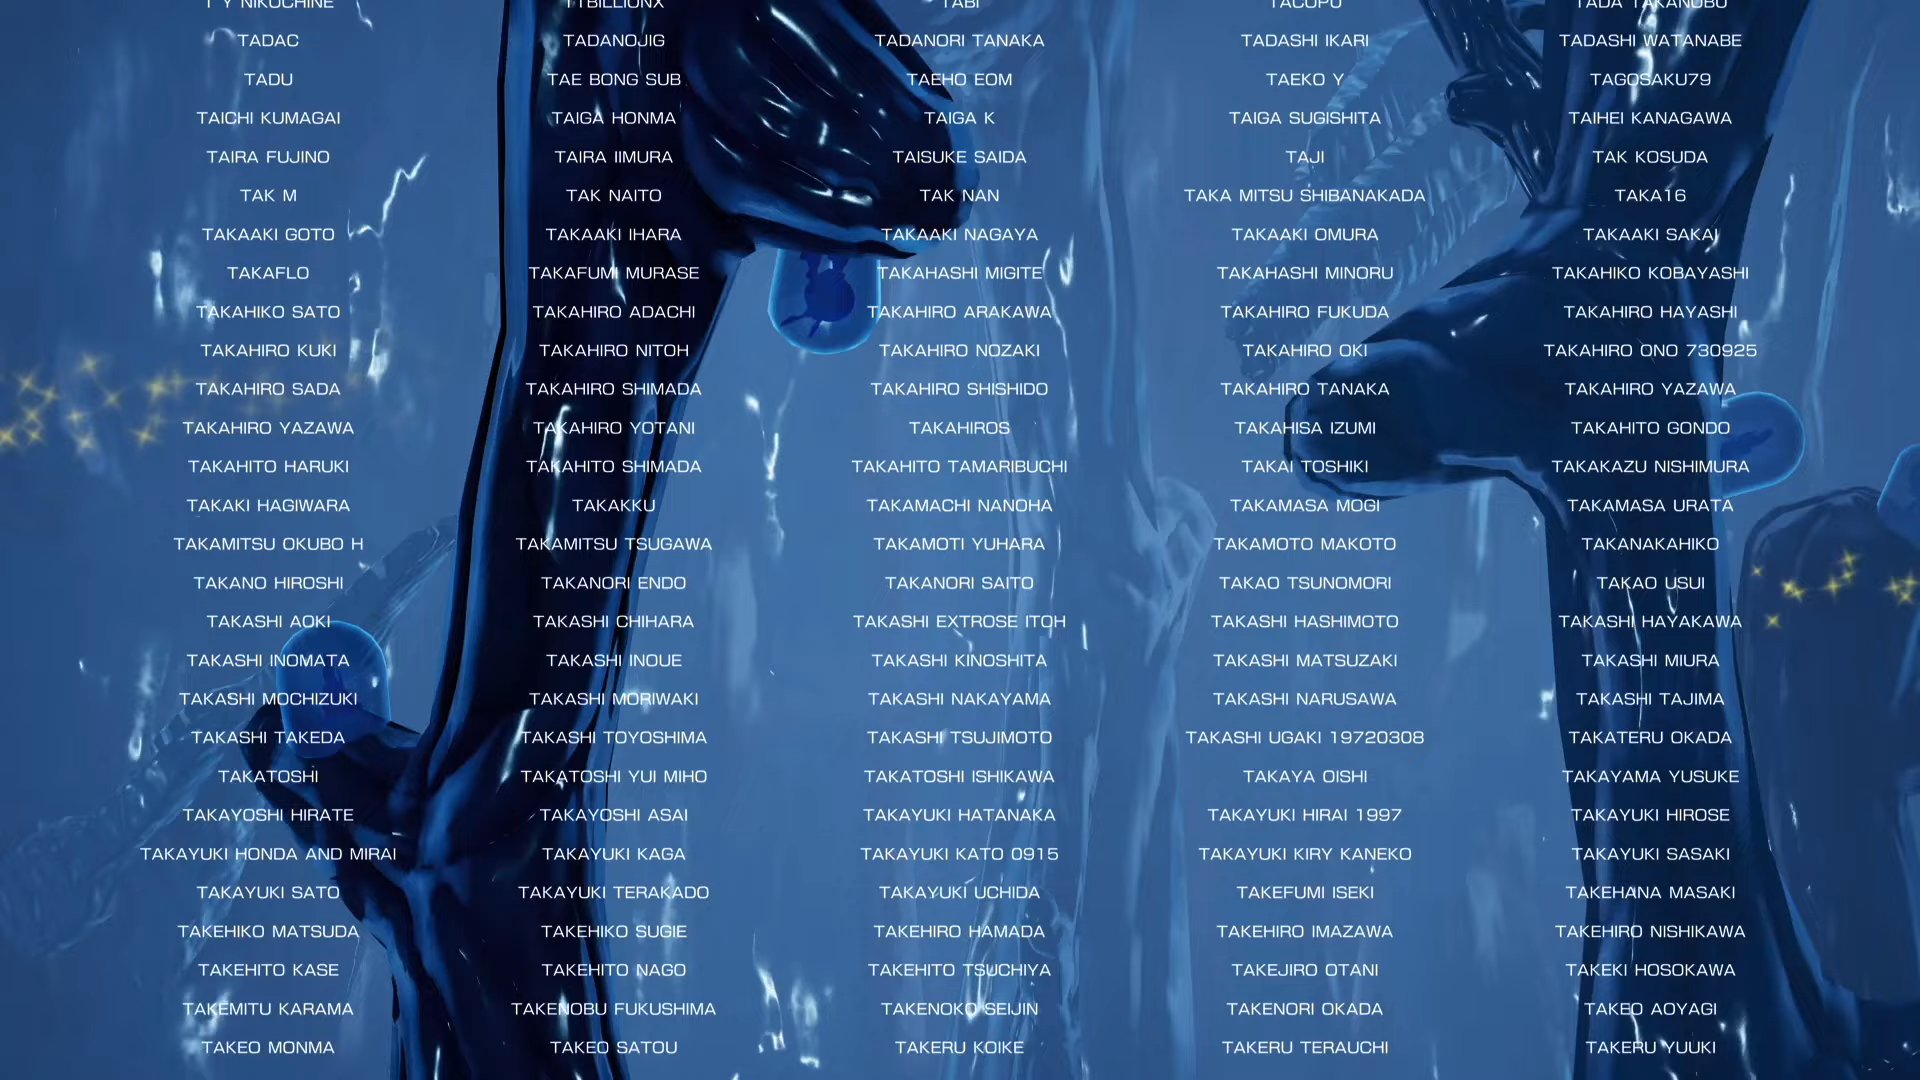 T Y NIKOCHINE TTBILLIONX TABI TACOPO TADA TAKANOBU
TADAC TADANOJIG TADANORI TANAKA TADASHI IKARI TADASHI WATANABE
TADU TAE BONG SUB TAEHO EOM TAEKO Y TAGOSAKU79
TAICHI KUMAGAI TAIGA HONMA TAIGA K TAIGA SUGISHITA TAIHEI KANAGAWA
TAIRA FUJINO TAIRA IIMURA TAISUKE SAIDA TAJI TAK KOSUDA
TAK M TAK NAITO TAK NAN TAKA MITSU SHIBANAKADA TAKA16
TAKAAKI GOTO TAKAAKI IHARA TAKAAKI NAGAYA TAKAAKI OMURA TAKAAKI SAKAI
TAKAFLO TAKAFUMI MURASE TAKAHASHI MIGITE TAKAHASHI MINORU TAKAHIKO KOBAYASHI
TAKAHIKO SATO TAKAHIRO ADACHI TAKAHIRO ARAKAWA TAKAHIRO FUKUDA TAKAHIRO HAYASHI
TAKAHIRO KUKI TAKAHIRO NITOH TAKAHIRO NOZAKI TAKAHIRO OKI TAKAHIRO ONO 730925
TAKAHIRO SADA TAKAHIRO SHIMADA TAKAHIRO SHISHIDO TAKAHIRO TANAKA TAKAHIRO YAZAWA
TAKAHIRO YAZAWA TAKAHIRO YOTANI TAKAHIROS TAKAHISA IZUMI TAKAHITO GONDO
TAKAHITO HARUKI TAKAHITO SHIMADA TAKAHITO TAMARIBUCHI TAKAI TOSHIKI TAKAKAZU NISHIMURA
TAKAKI HAGIWARA TAKAKKU TAKAMACHI NANOHA TAKAMASA MOGI TAKAMASA URATA
TAKAMITSU OKUBO H TAKAMITSU TSUGAWA TAKAMOTI YUHARA TAKAMOTO MAKOTO TAKANAKAHIKO
TAKANO HIROSHI TAKANORI ENDO TAKANORI SAITO TAKAO TSUNOMORI TAKAO USUI
TAKASHI AOKI TAKASHI CHIHARA TAKASHI EXTROSE ITOH TAKASHI HASHIMOTO TAKASHI HAYAKAWA
TAKASHI INOMATA TAKASHI INOUE TAKASHI KINOSHITA TAKASHI MATSUZAKI TAKASHI MIURA
TAKASHI MOCHIZUKI TAKASHI MORIWAKI TAKASHI NAKAYAMA TAKASHI NARUSAWA TAKASHI TAJIMA
TAKASHI TAKEDA TAKASHI TOYOSHIMA TAKASHI TSUJIMOTO TAKASHI UGAKI 19720308 TAKATERU OKADA
TAKATOSHI TAKATOSHI YUI MIHO TAKATOSHI ISHIKAWA TAKAYA OISHI TAKAYAMA YUSUKE
TAKAYOSHI HIRATE TAKAYOSHI ASAI TAKAYUKI HATANAKA TAKAYUKI HIRAI 1997 TAKAYUKI HIROSE
TAKAYUKI HONDA AND MIRAI TAKAYUKI KAGA TAKAYUKI KATO 0915 TAKAYUKI KIRY KANEKO TAKAYUKI SASAKI
TAKAYUKI SATO TAKAYUKI TERAKADO TAKAYUKI UCHIDA TAKEFUMI ISEKI TAKEHANA MASAKI
TAKEHIKO MATSUDA TAKEHIKO SUGIE TAKEHIRO HAMADA TAKEHIRO IMAZAWA TAKEHIRO NISHIKAWA
TAKEHITO KASE TAKEHITO NAGO TAKEHITO TSUCHIYA TAKEJIRO OTANI TAKEKI HOSOKAWA
TAKEMITU KARAMA TAKENOBU FUKUSHIMA TAKENOKO SEIJIN TAKENORI OKADA TAKEO AOYAGI
TAKEO MONMA TAKEO SATOU TAKERU KOIKE TAKERU TERAUCHI TAKERU YUUKI